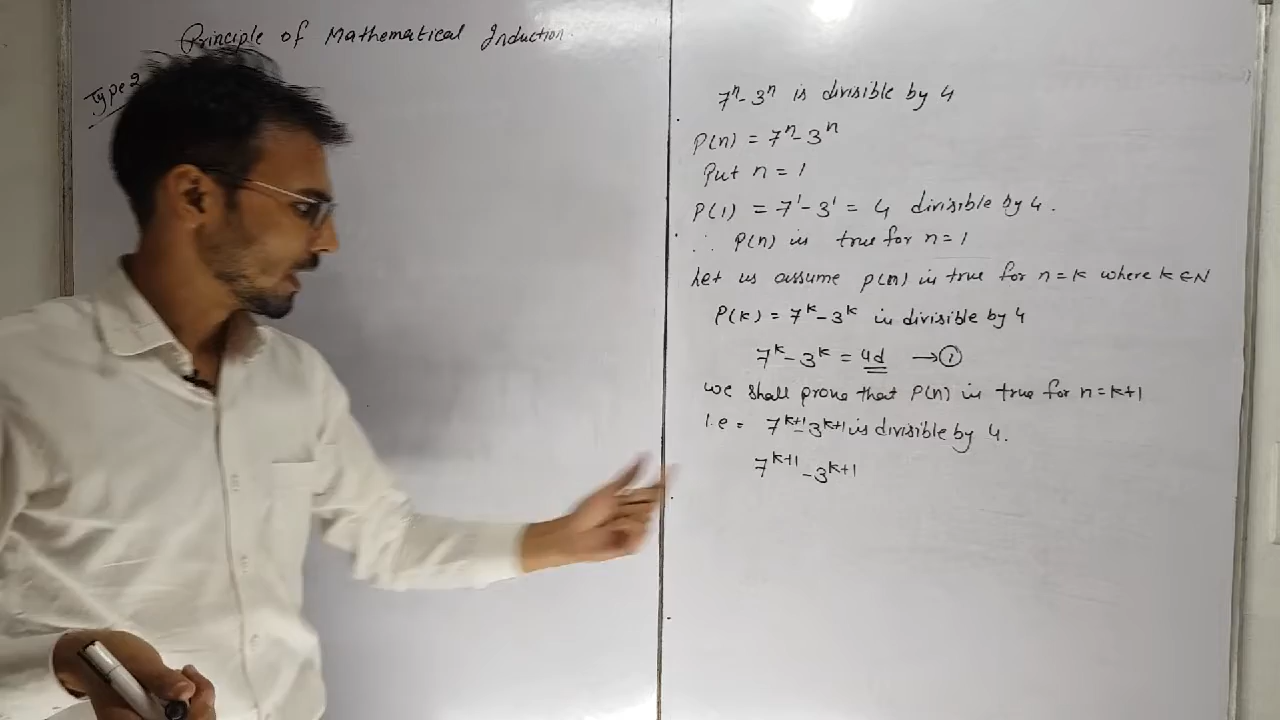 Principle of Mathematical Induction.
Type 2
7ⁿ - 3ⁿ is divisible by 4
P(n) = 7ⁿ - 3ⁿ
Put n = 1
P(1) = 7¹ - 3¹ = 4 divisible by 4.
∴ P(n) is true for n=1
Let us assume P(n) is true for n=k where k∈N
P(k) = 7ᵏ - 3ᵏ is divisible by 4
7ᵏ - 3ᵏ = 4d → ①
we shall prove that P(n) is true for n=k+1
i.e = 7ᵏ⁺¹ - 3ᵏ⁺¹ is divisible by 4.
7ᵏ⁺¹ - 3ᵏ⁺¹